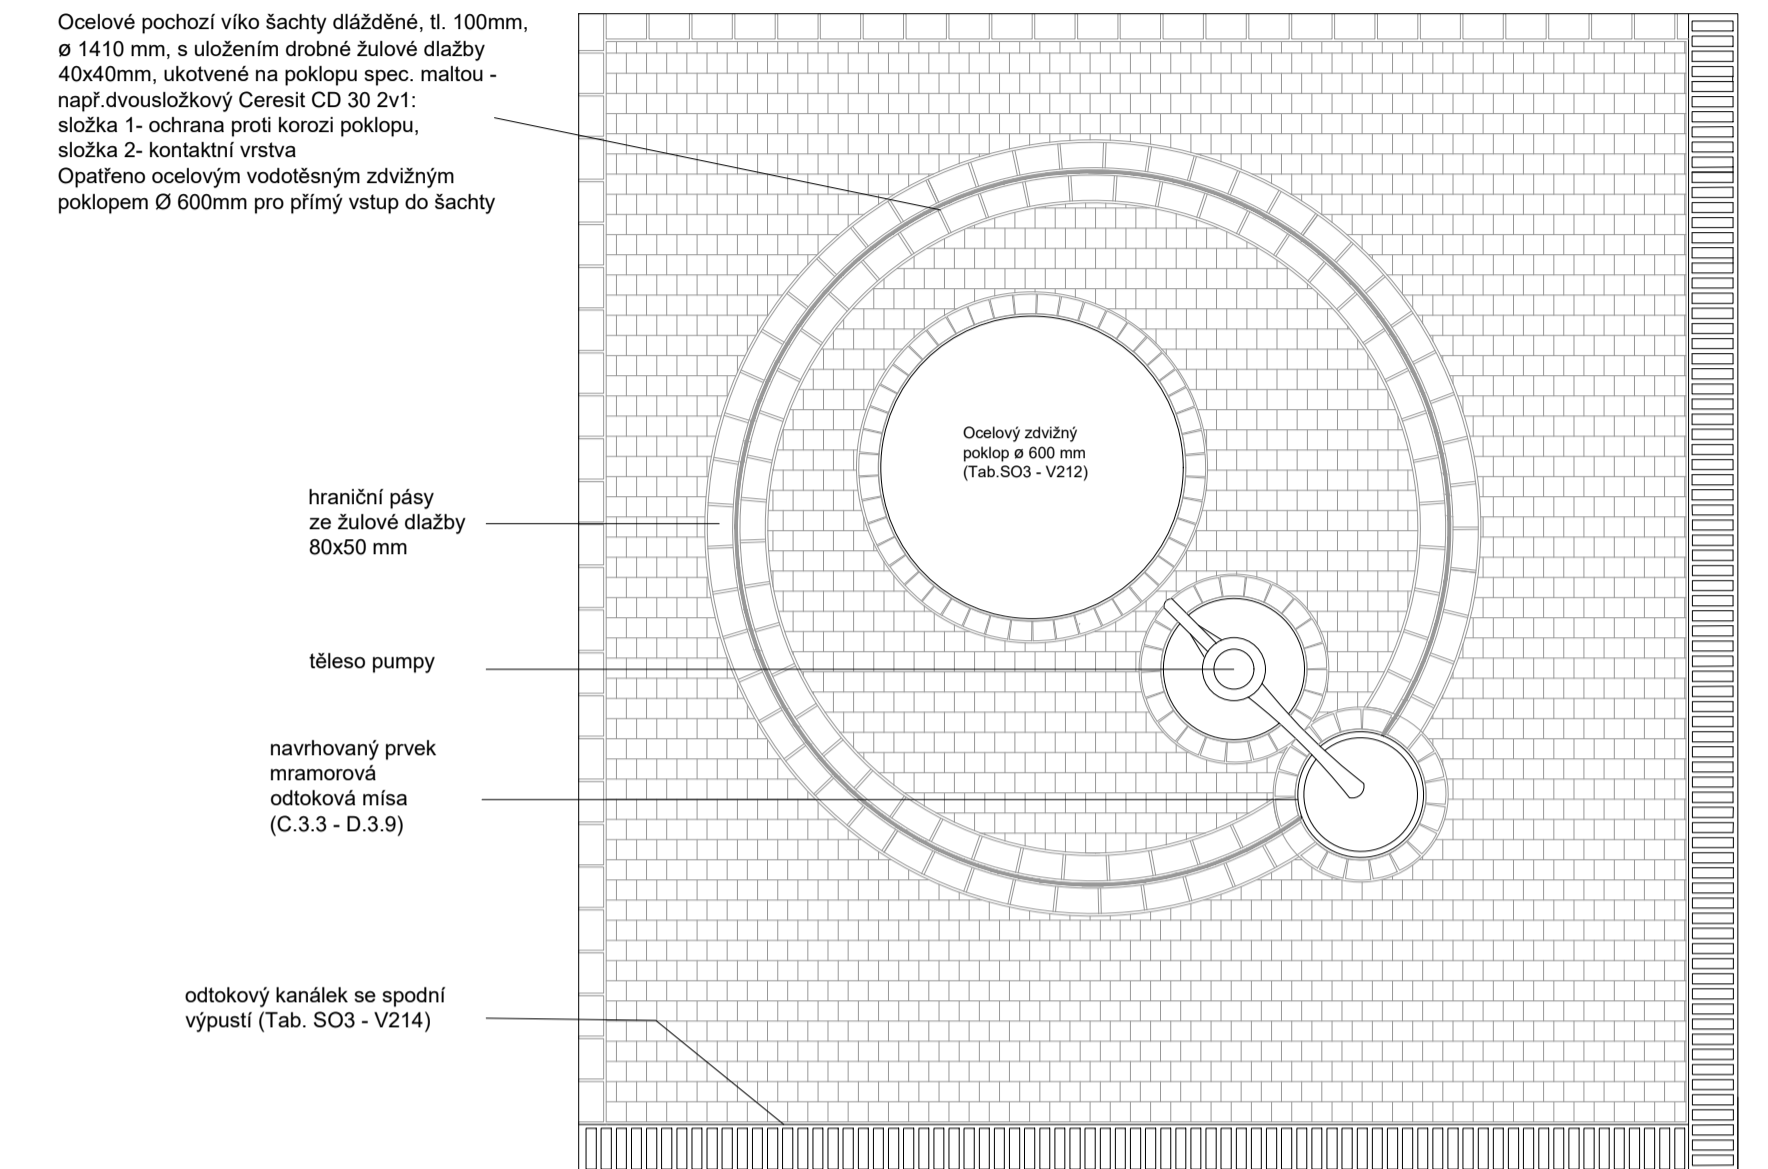 Ocelové pochozí víko šachty dlážděné, tl. 100mm,
ø 1410 mm, s uložením drobné žulové dlažby
40x40mm, ukotvené na poklopu spec. maltou -
např.dvousložkový Ceresit CD 30 2v1:
složka 1- ochrana proti korozi poklopu,
složka 2- kontaktní vrstva
Opatřeno ocelovým vodotěsným zdvižným
poklopem Ø 600mm pro přímý vstup do šachty
Ocelový zdvižný
poklop ø 600 mm
(Tab.SO3 - V212)
hraniční pásy
ze žulové dlažby
80x50 mm
těleso pumpy
navrhovaný prvek
mramorová
odtoková mísa
(C.3.3 - D.3.9)
odtokový kanálek se spodní
výpustí (Tab. SO3 - V214)